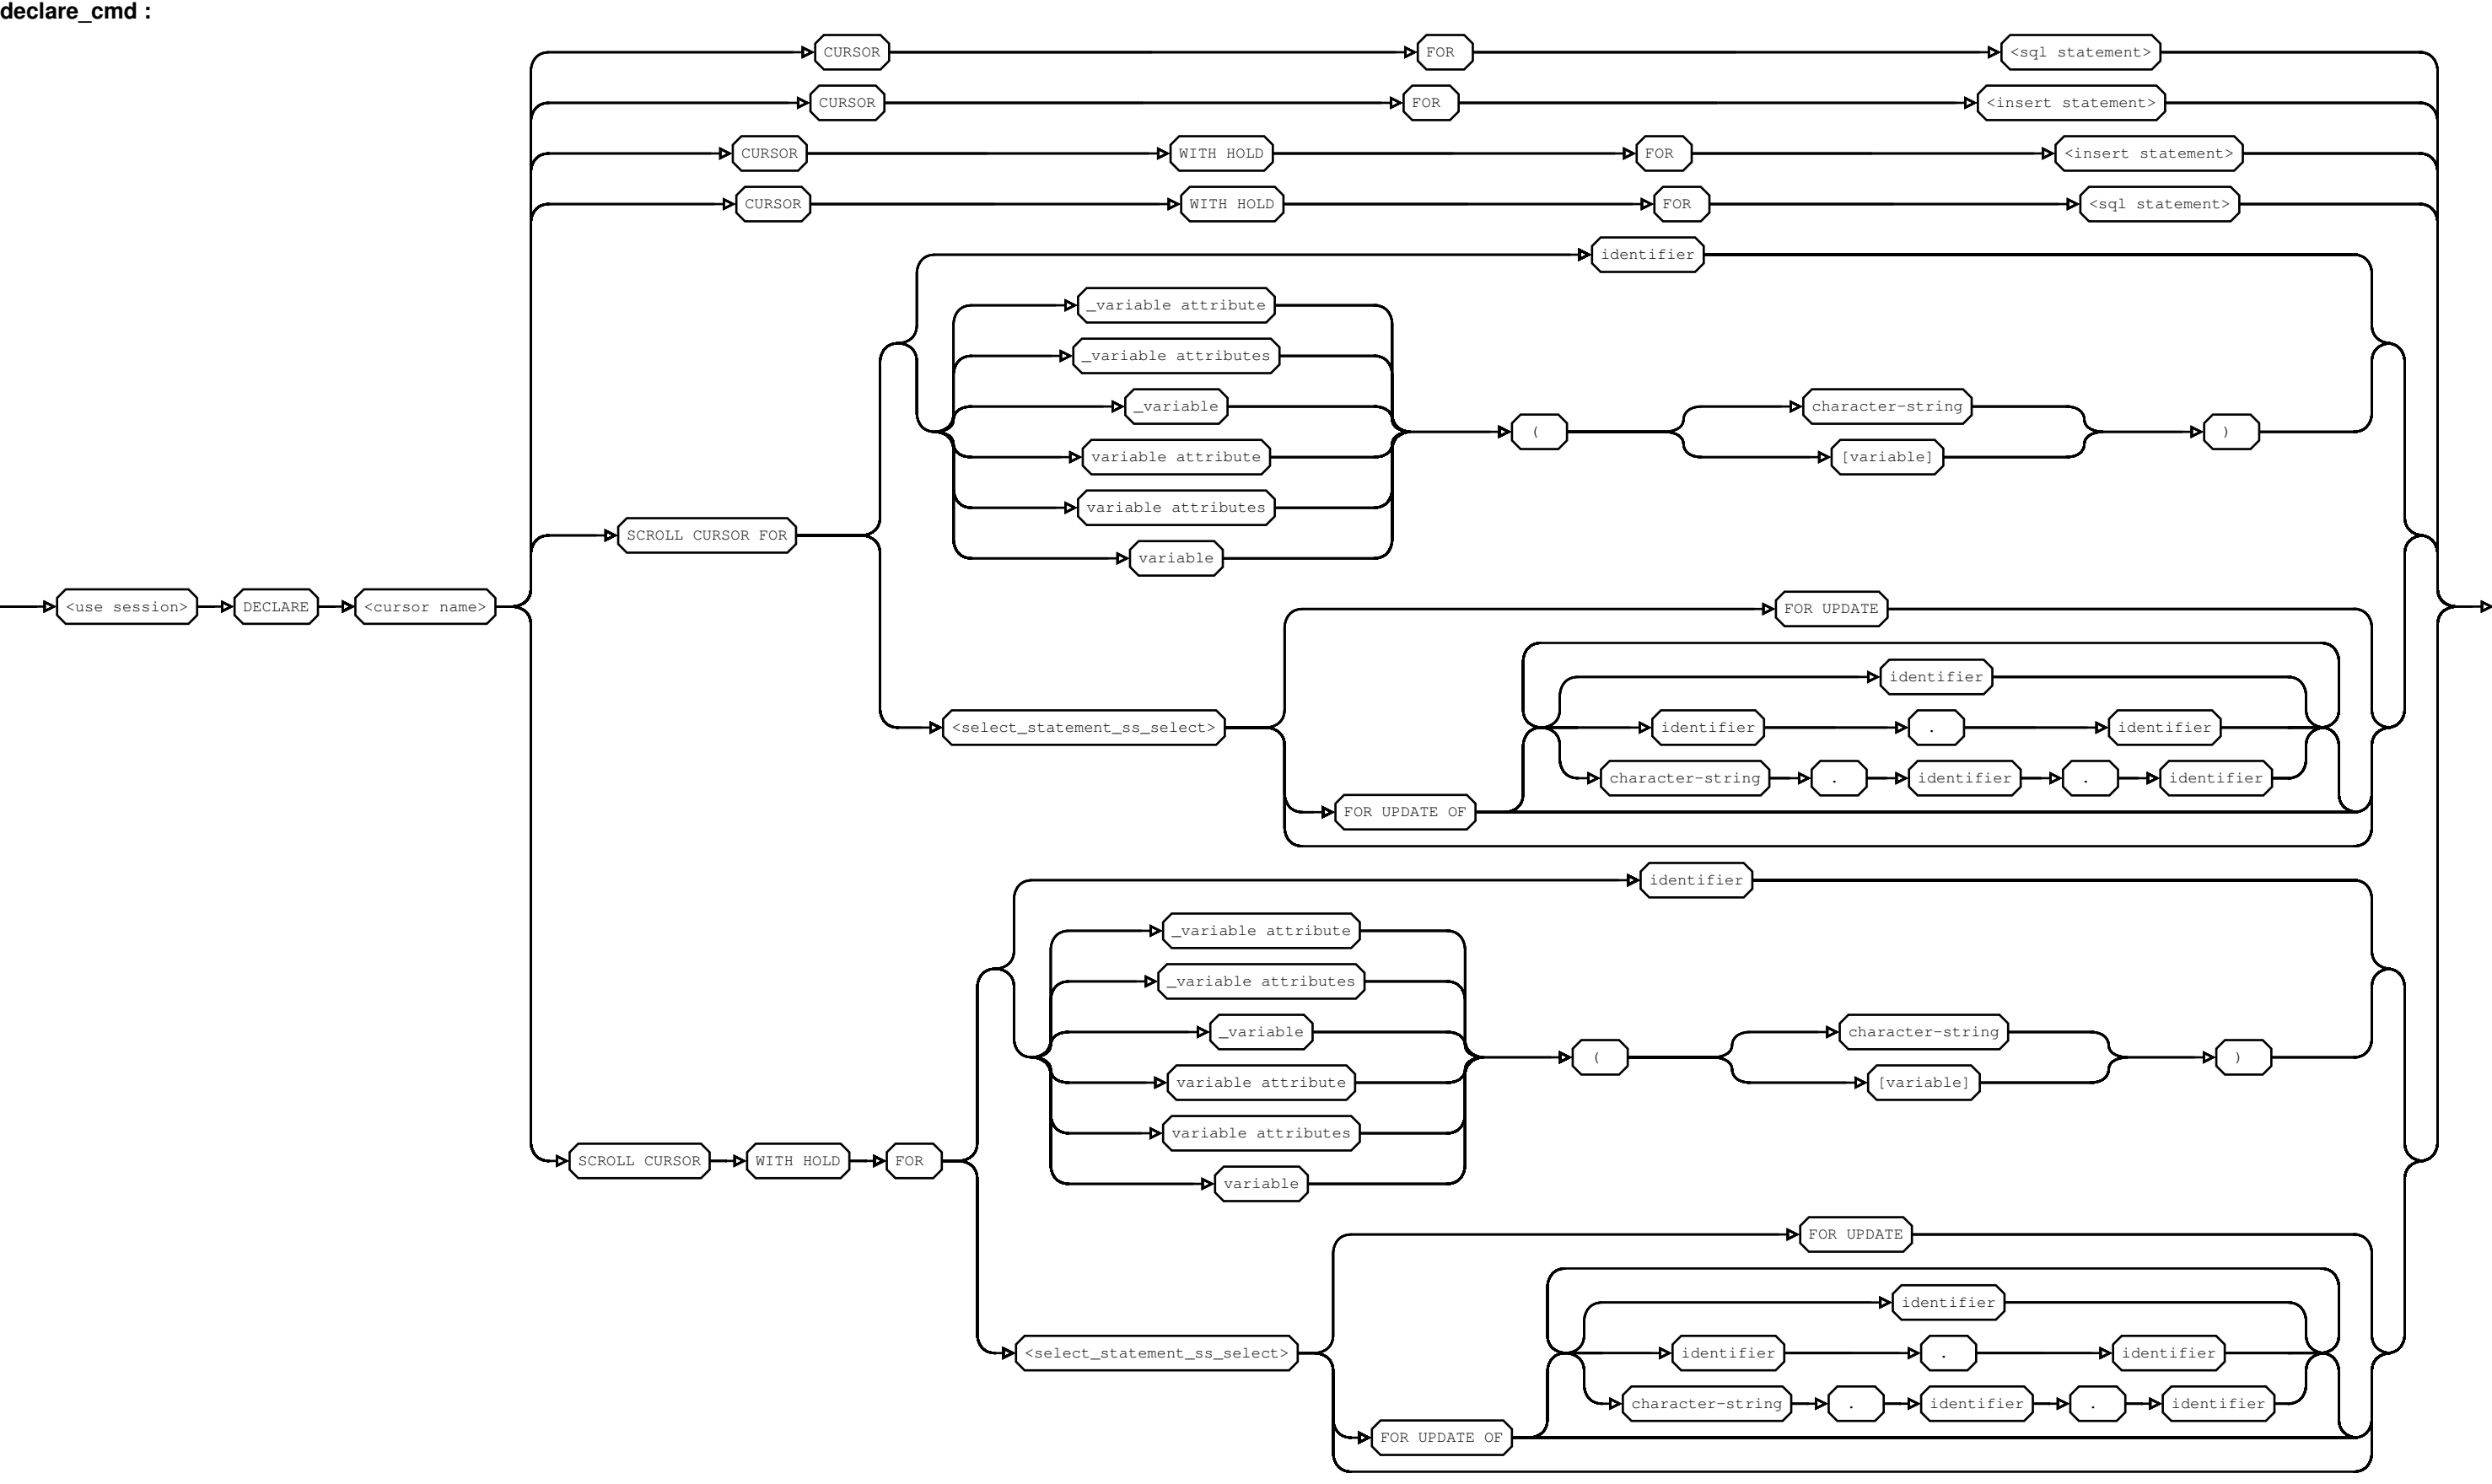 declare_cmd :
CURSOR FOR <sql statement>
CURSOR FOR <insert statement>
CURSOR WITH HOLD FOR <insert statement>
CURSOR WITH HOLD FOR <sql statement>
identifier
_variable attribute
_variable attributes
_variable character-string
( )
variable attribute [variable]
variable attributes
SCROLL CURSOR FOR
variable
<use session> DECLARE <cursor name> FOR UPDATE
identifier
<select_statement_ss_select> identifier . identifier
character-string . identifier . identifier
FOR UPDATE OF
identifier
_variable attribute
_variable attributes
_variable character-string
( )
variable attribute [variable]
variable attributes
SCROLL CURSOR WITH HOLD FOR
variable
FOR UPDATE
identifier
<select_statement_ss_select> identifier . identifier
character-string . identifier . identifier
FOR UPDATE OF